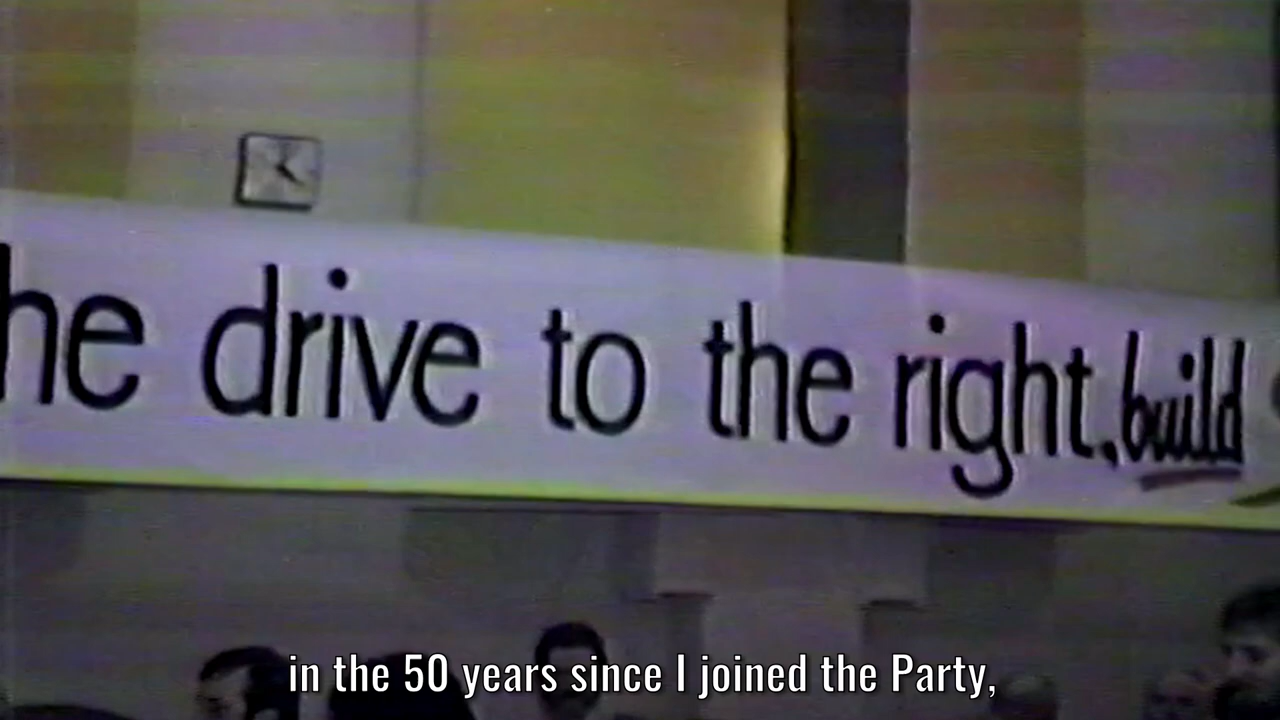 he drive to the right. build
in the 50 years since I joined the Party,